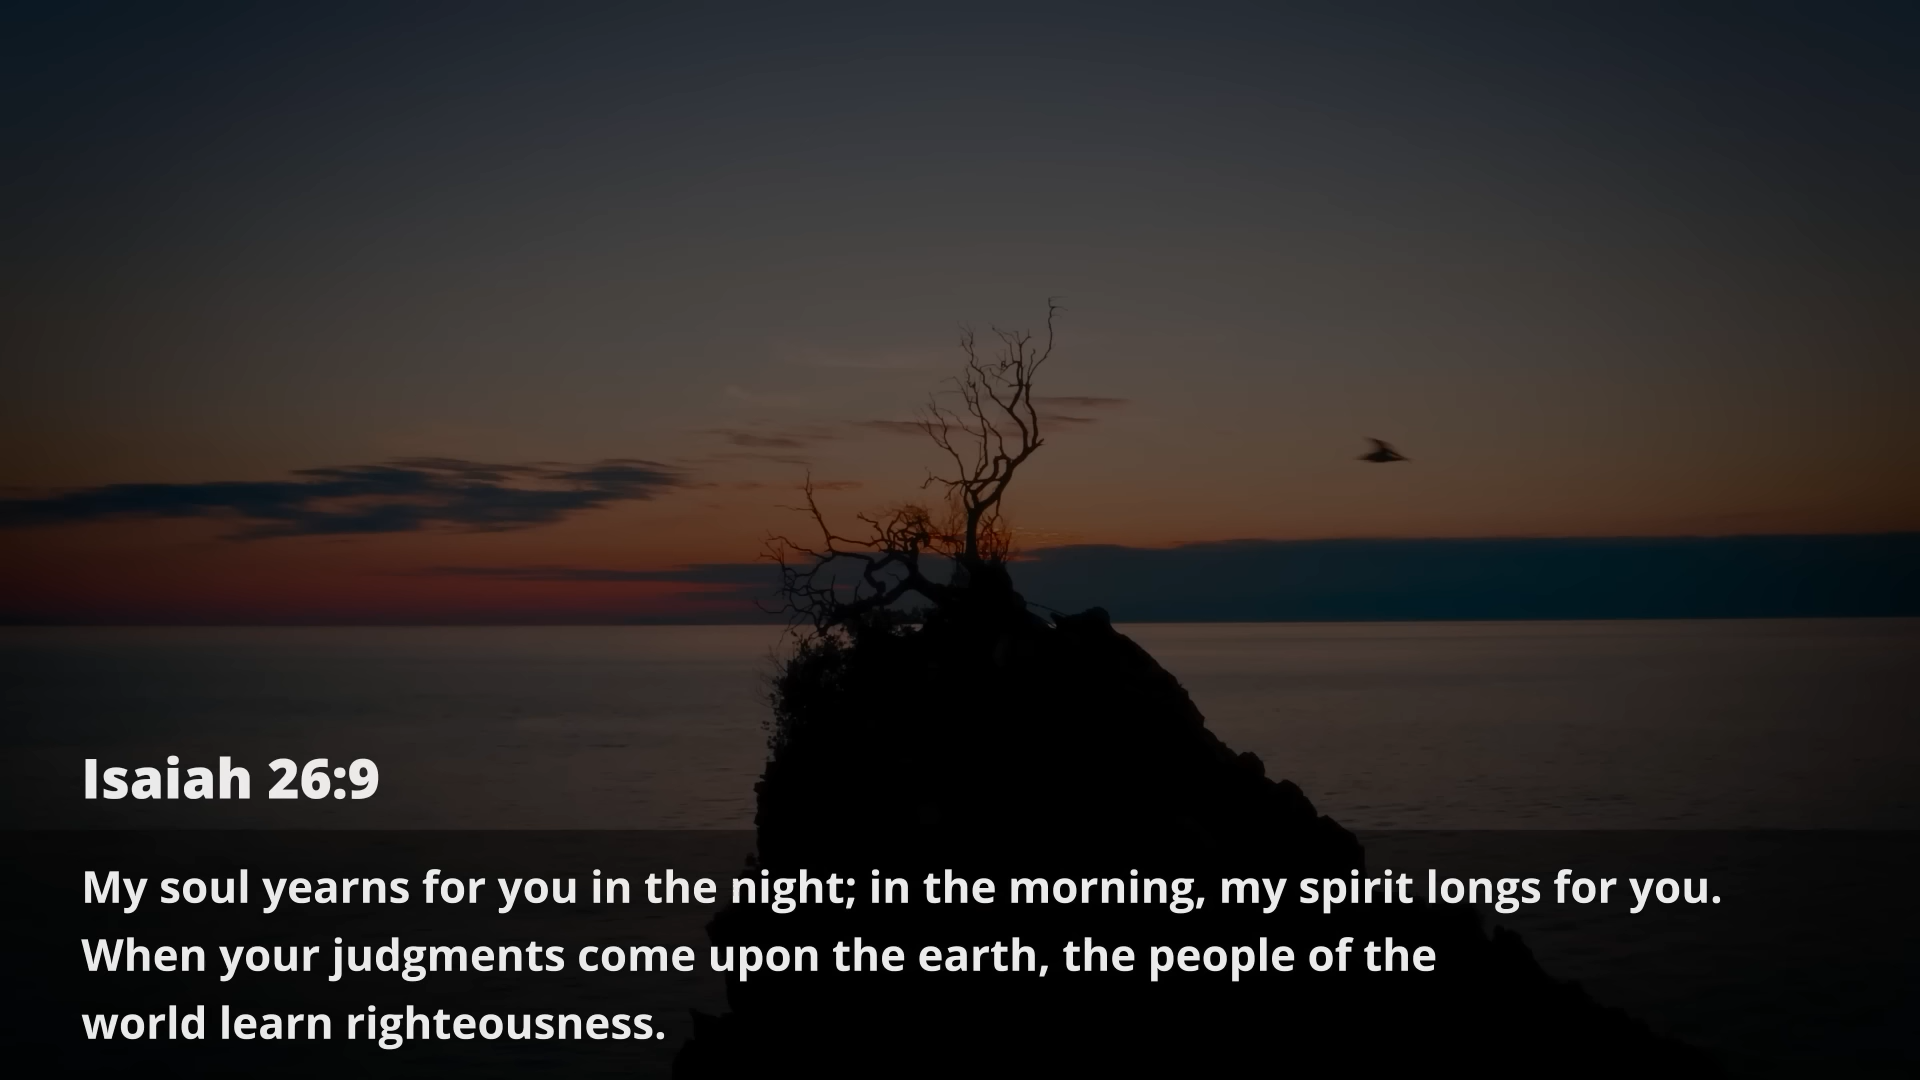 Isaiah 26:9
My soul yearns for you in the night; in the morning, my spirit longs for you.
When your judgments come upon the earth, the people of the
world learn righteousness.